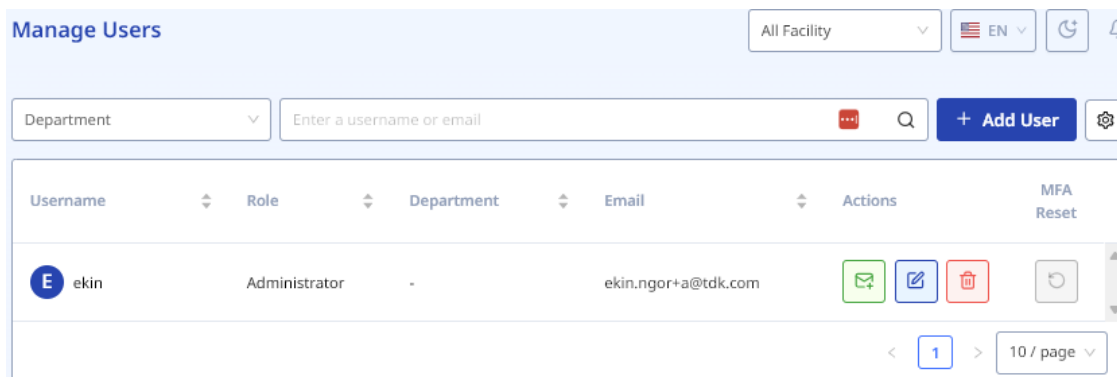 Manage Users
All Facility
EN
Department
Enter a username or email
+ Add User
Username
Role
Department
Email
Actions
MFA
Reset
E
ekin
Administrator
-
ekin.ngor+a@tdk.com
< 1 >
10 / page